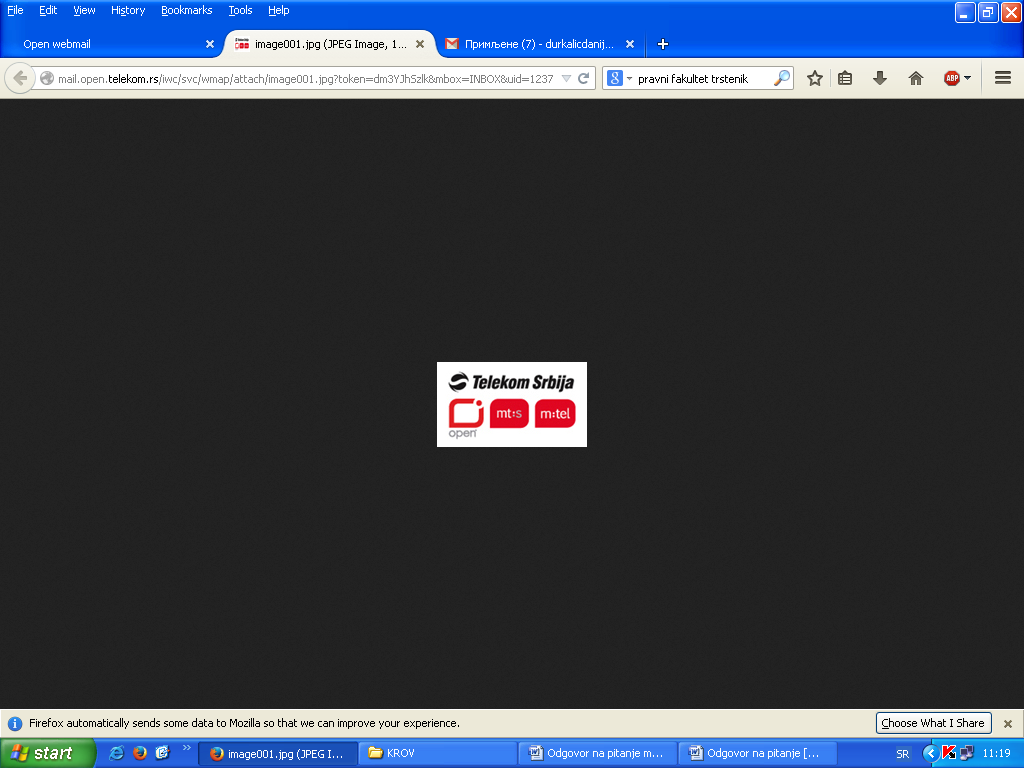 File Edit View History Bookmarks Tools Help
Open webmail image001.jpg (JPEG Image, 1... Примљене (7) - durkalicdanij...
mail.open.telekom.rs/iwc/svc/wmap/attach/image001.jpg?token=dm3YJhSzlk&mbox=INBOX&uid=1237 pravni fakultet trstenik ABP
Telekom Srbija
mt:s m:tel
open
Firefox automatically sends some data to Mozilla so that we can improve your experience. Choose What I Share
start image001.jpg (JPEG I... KROV Odgovor na pitanje m... Odgovor na pitanje [... SR 11:19